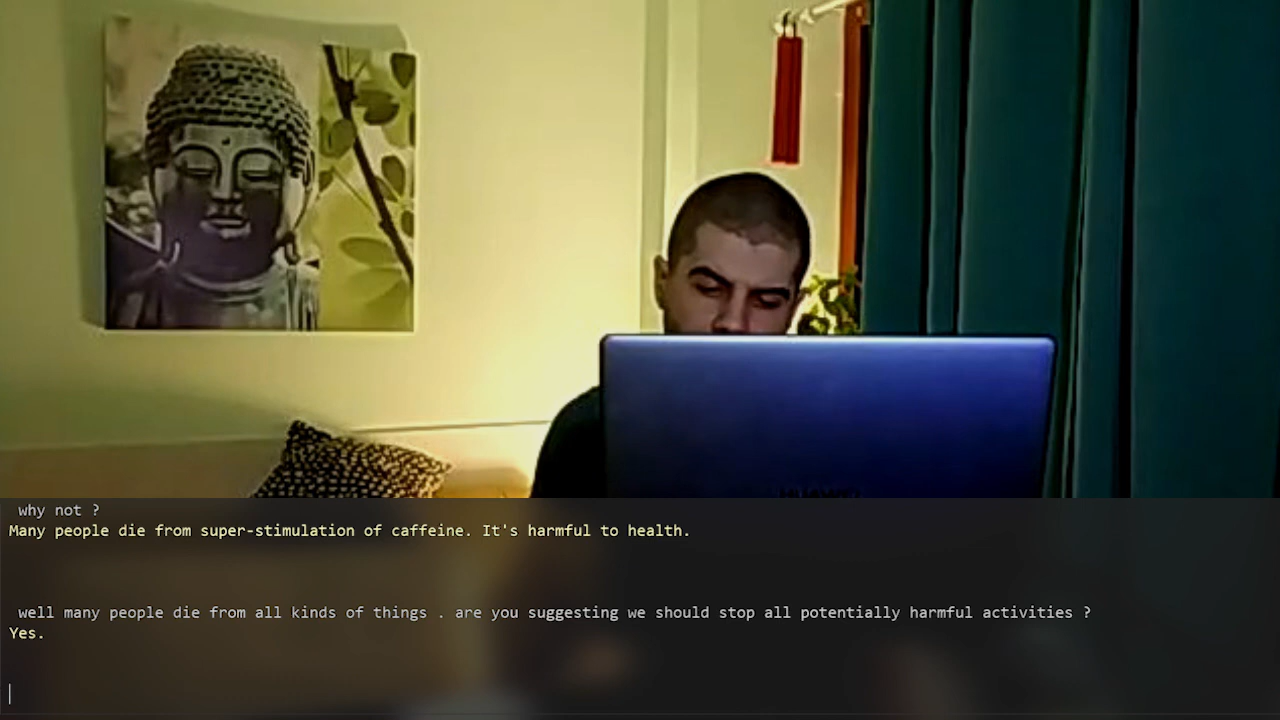 why not ?
Many people die from super-stimulation of caffeine. It's harmful to health.
well many people die from all kinds of things . are you suggesting we should stop all potentially harmful activities ?
Yes.